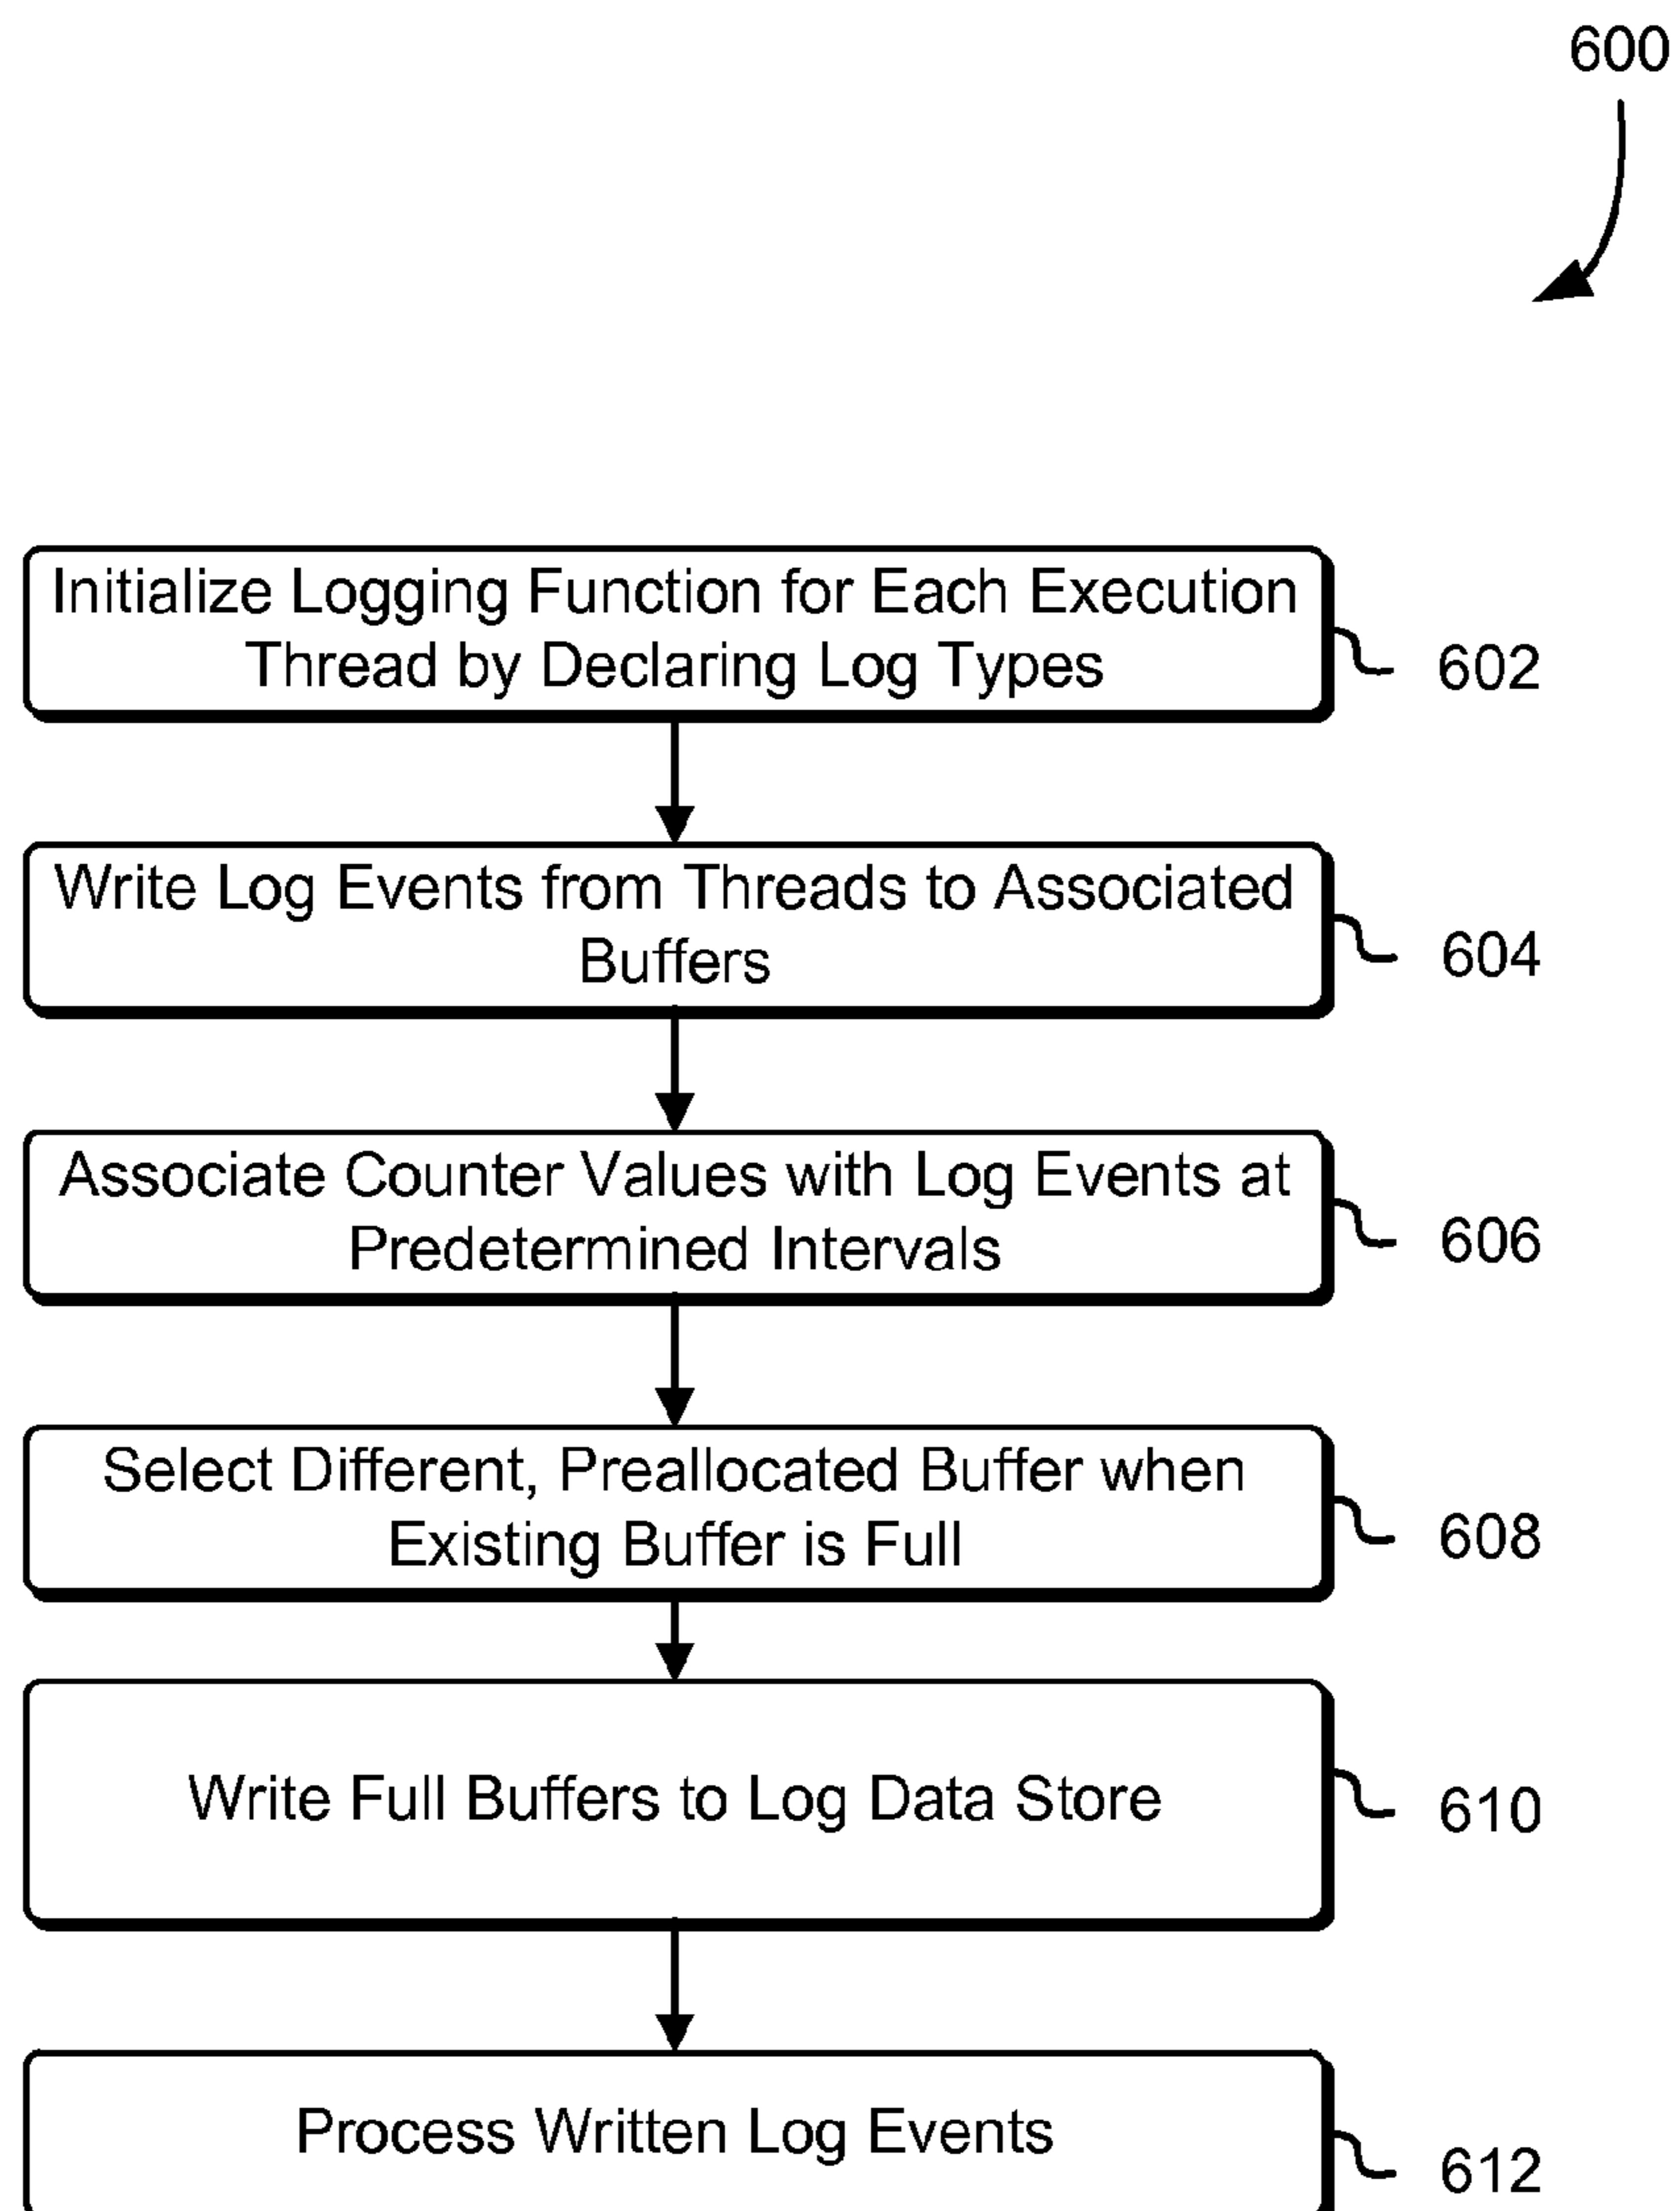 600
Initialize Logging Function for Each Execution
Thread by Declaring Log Types
602
Write Log Events from Threads to Associated
Buffers
604
Associate Counter Values with Log Events at
Predetermined Intervals
606
Select Different, Preallocated Buffer when
Existing Buffer is Full
608
Write Full Buffers to Log Data Store
610
Process Written Log Events
612